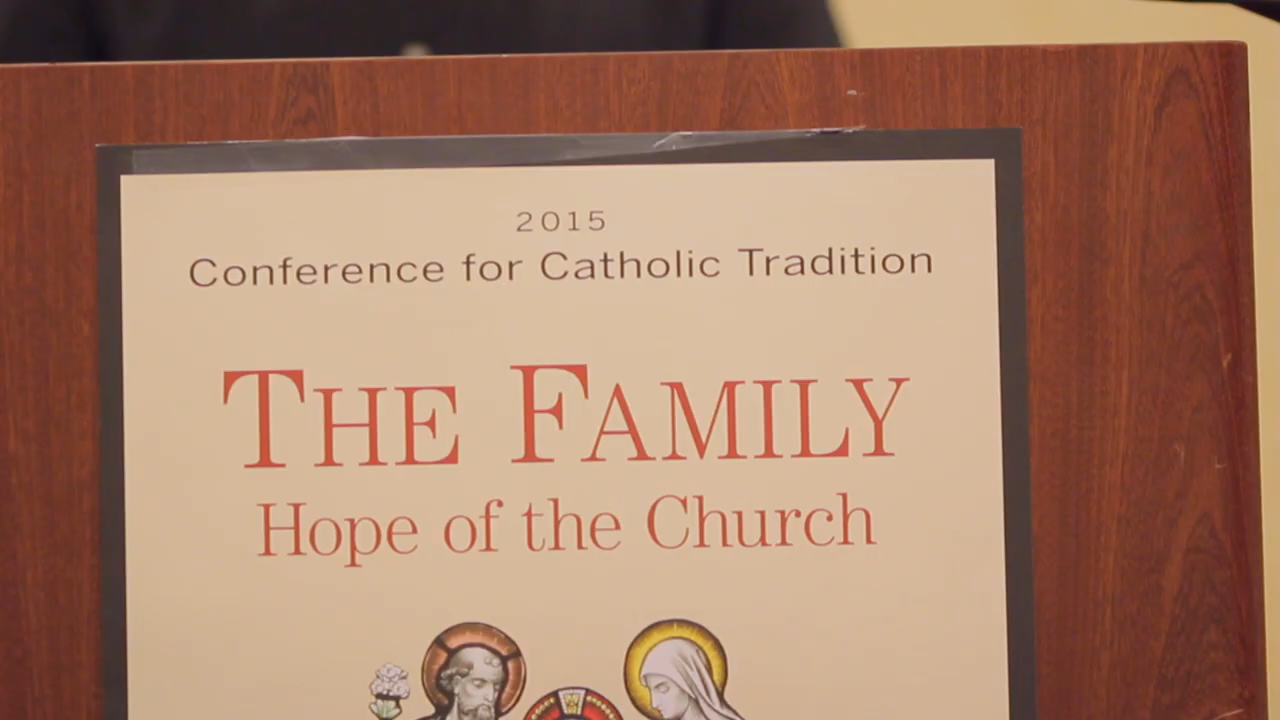 2015
Conference for Catholic Tradition
THE FAMILY
Hope of the Church